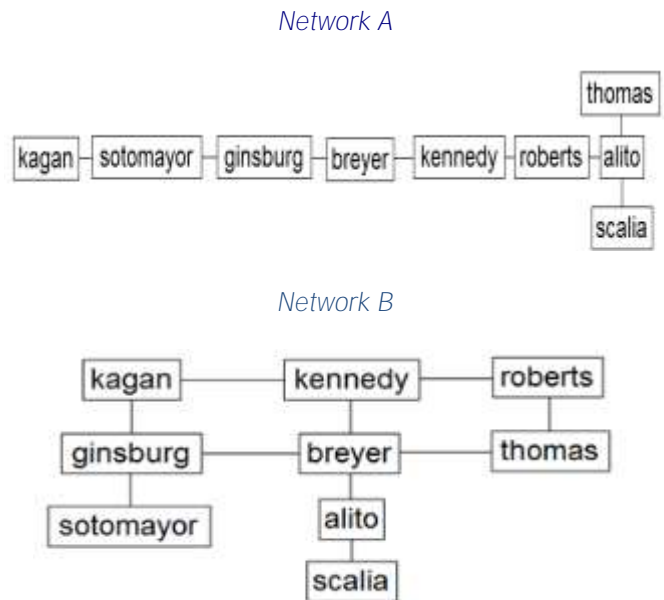 Network A
thomas
kagan sotomayor ginsburg breyer kennedy roberts alito
scalia
Network B
kagan kennedy roberts
ginsburg breyer thomas
sotomayor alito
scalia